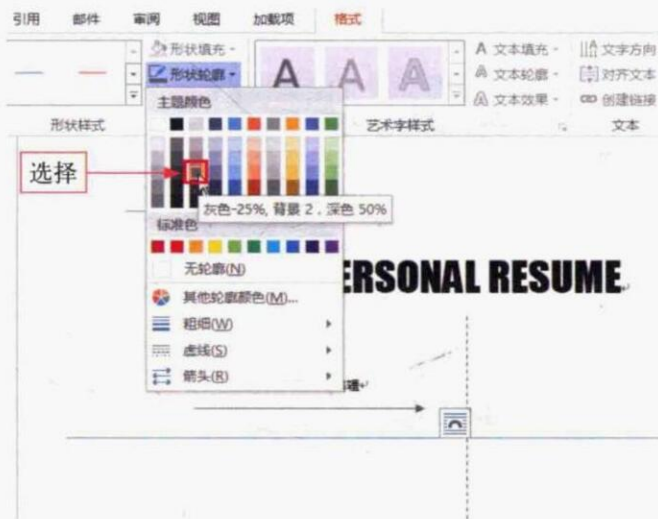 引用 邮件 审阅 视图 加载项 格式
形状填充 A 文本填充 文字方向
形状轮廓 A A A A 文本轮廓 对齐文本
主题颜色 A 文本效果 创建链接
形状样式 艺术字样式 文本
选择
灰色-25%, 背景 2, 深色 50%
标准色
无轮廓(N)
ERSONAL RESUME
其他轮廓颜色(M)...
粗细(W)
虚线(S)
箭头(R)